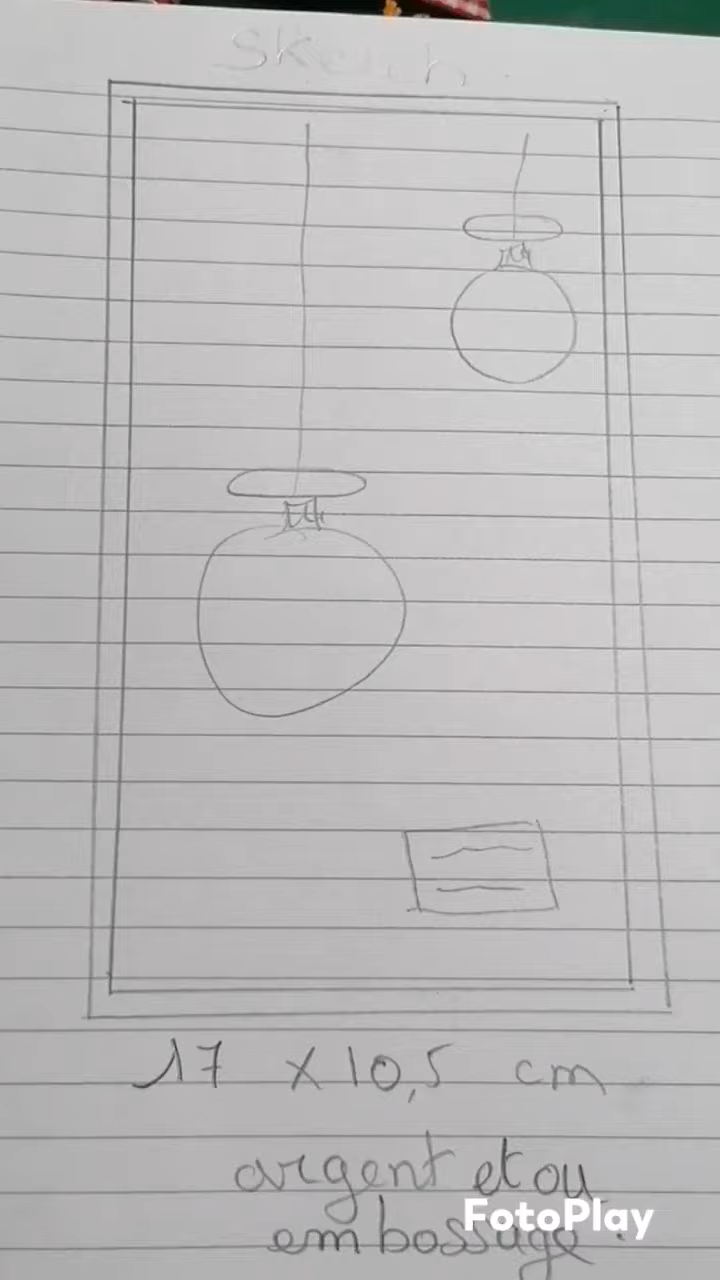 Sketch.
17 x 10,5 cm
argent et ou
embossage.
FotoPlay